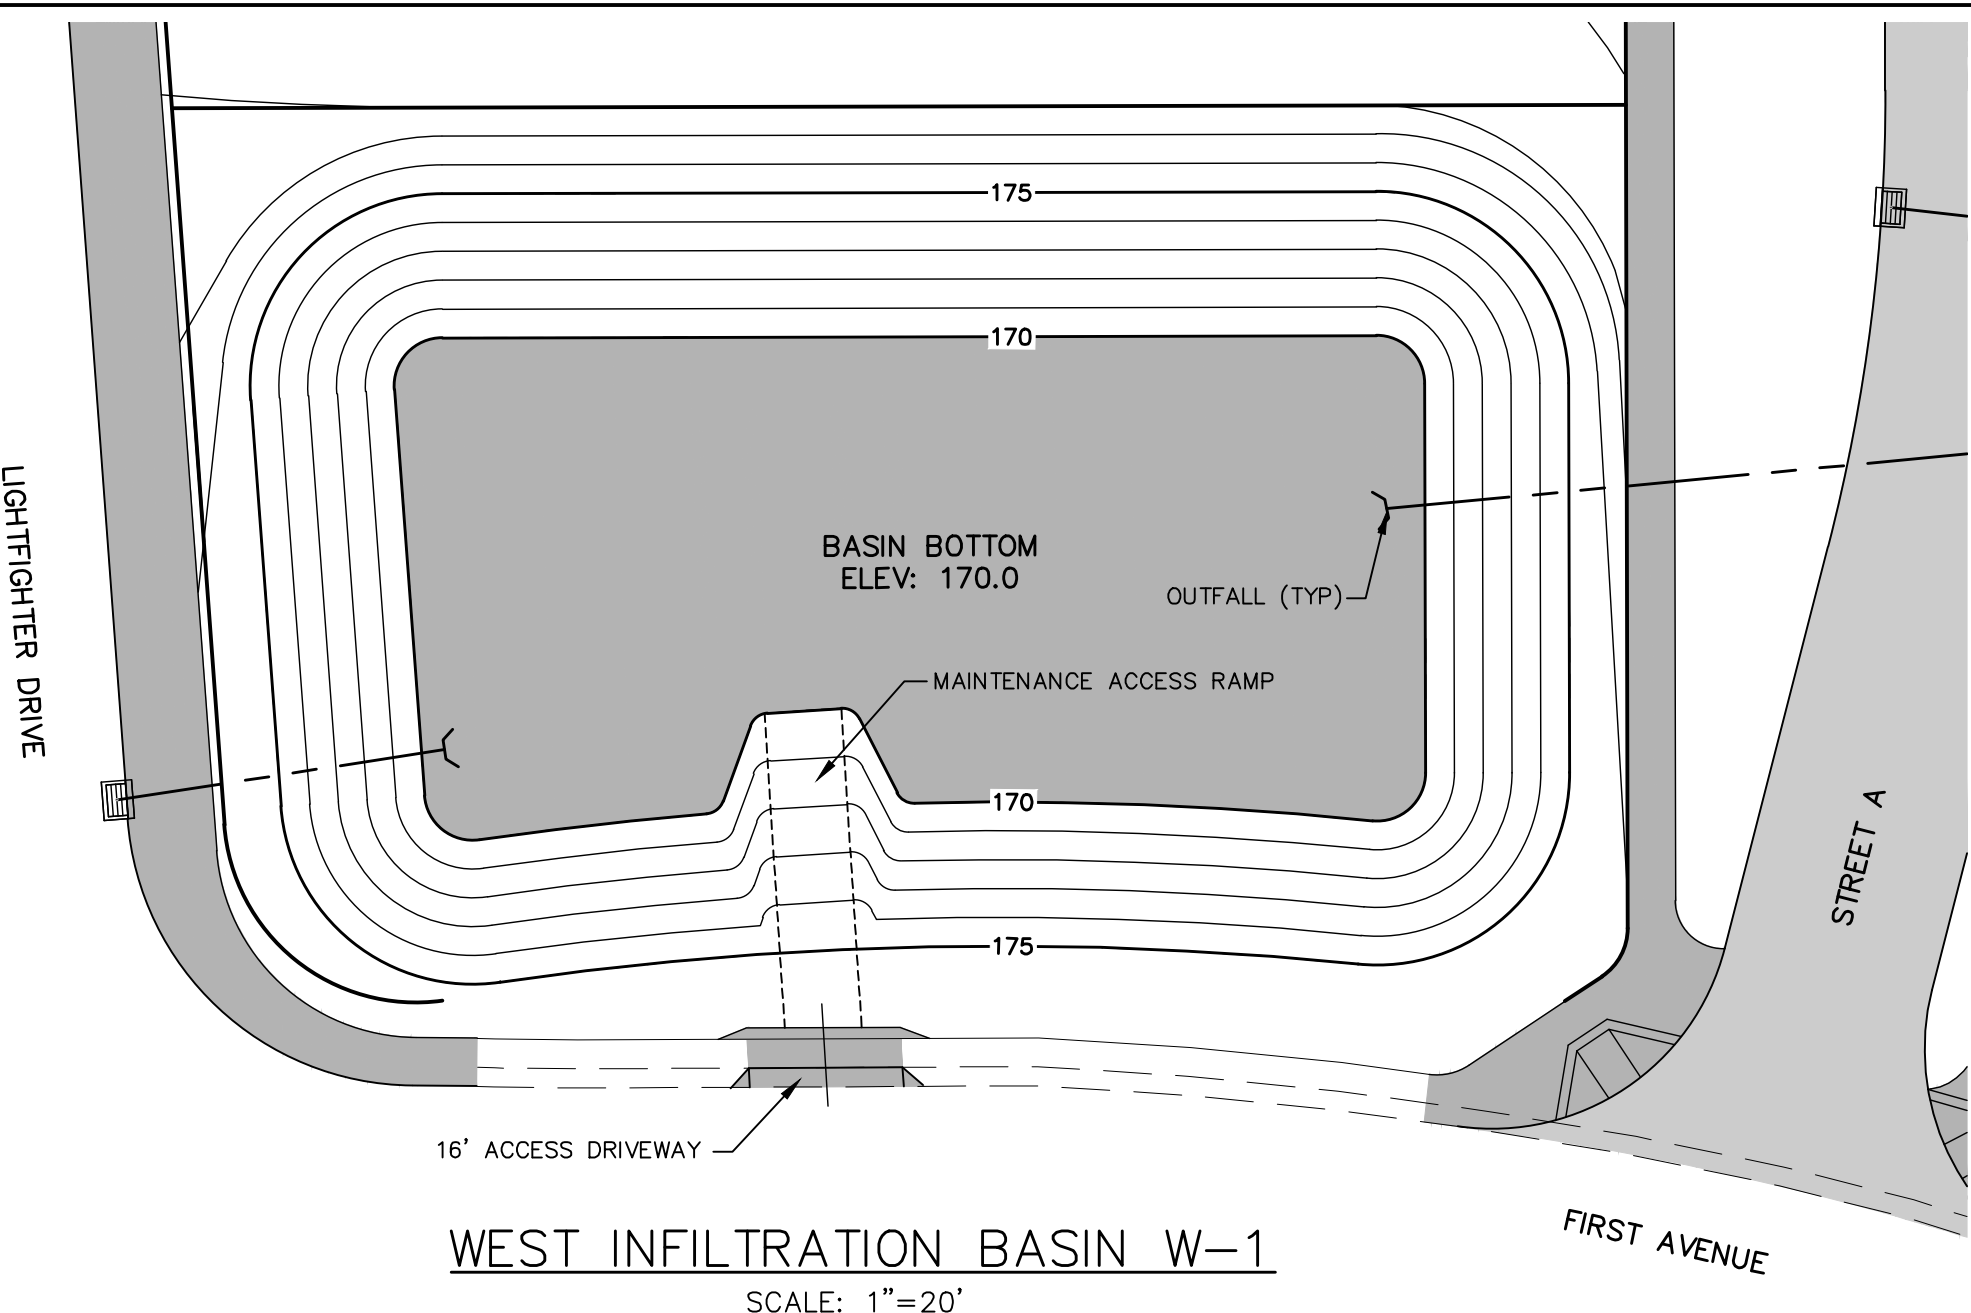 175
170
LIGHTFIGHTER DRIVE
BASIN BOTTOM
ELEV: 170.0
OUTFALL (TYP)
MAINTENANCE ACCESS RAMP
170
STREET A
175
16' ACCESS DRIVEWAY
FIRST AVENUE
WEST INFILTRATION BASIN W-1
SCALE: 1"=20'